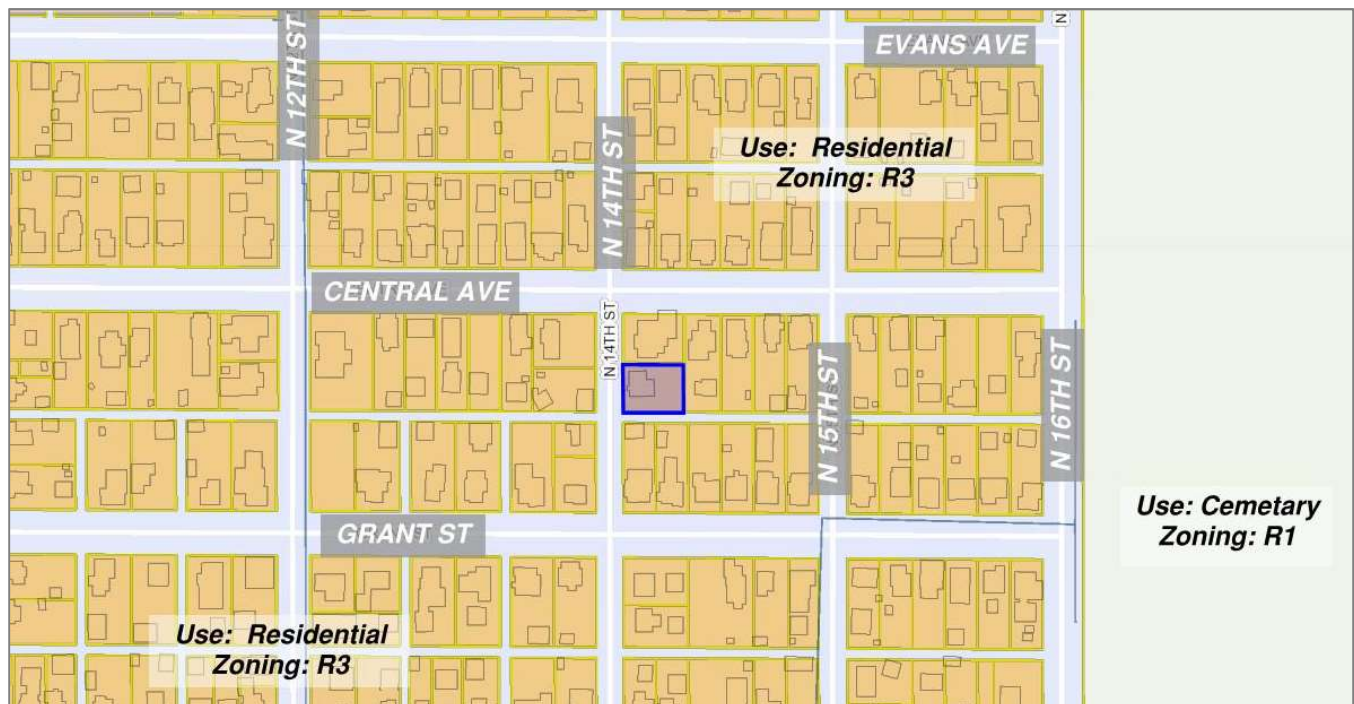 N
EVANS AVE
N 12TH ST
N 14TH ST
Use: Residential
Zoning: R3
CENTRAL AVE
N 14TH ST
N 15TH ST
N 16TH ST
Use: Cemetary
Zoning: R1
GRANT ST
Use: Residential
Zoning: R3